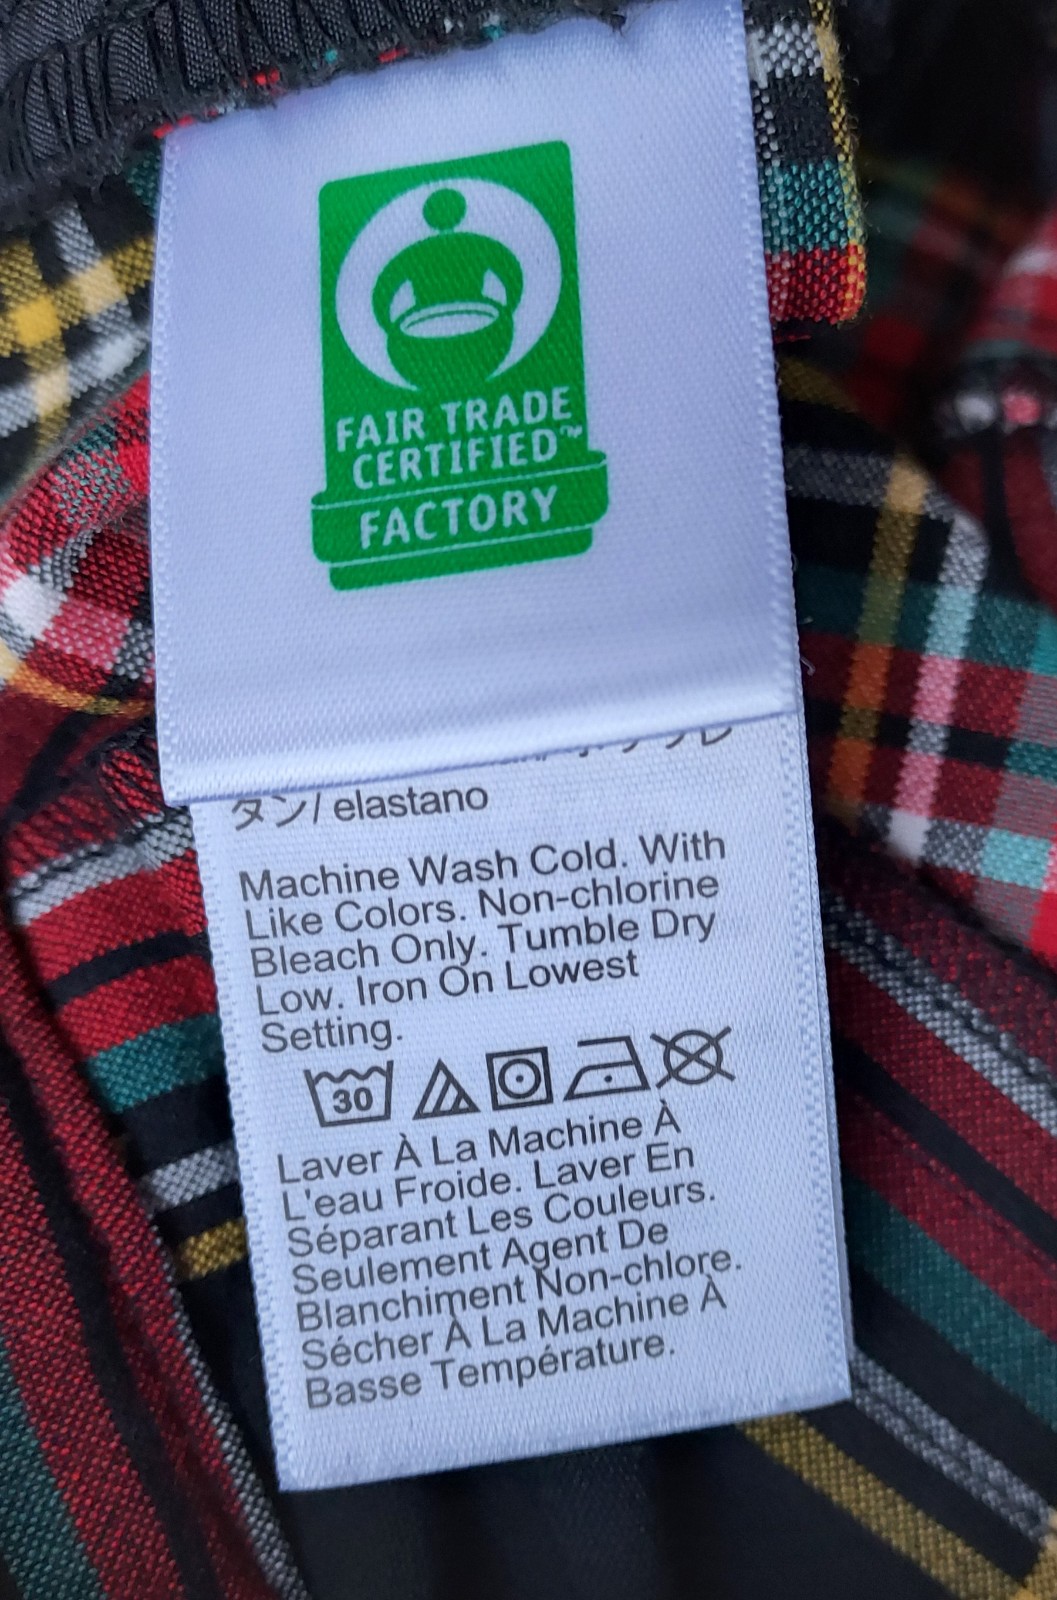 FAIR TRADE
CERTIFIED™
FACTORY
タン/ elastano
Machine Wash Cold. With
Like Colors. Non-chlorine
Bleach Only. Tumble Dry
Low. Iron On Lowest
Setting.
30
Laver À La Machine À
L'eau Froide. Laver En
Séparant Les Couleurs.
Seulement Agent De
Blanchiment Non-chlore.
Sécher À La Machine À
Basse Température.